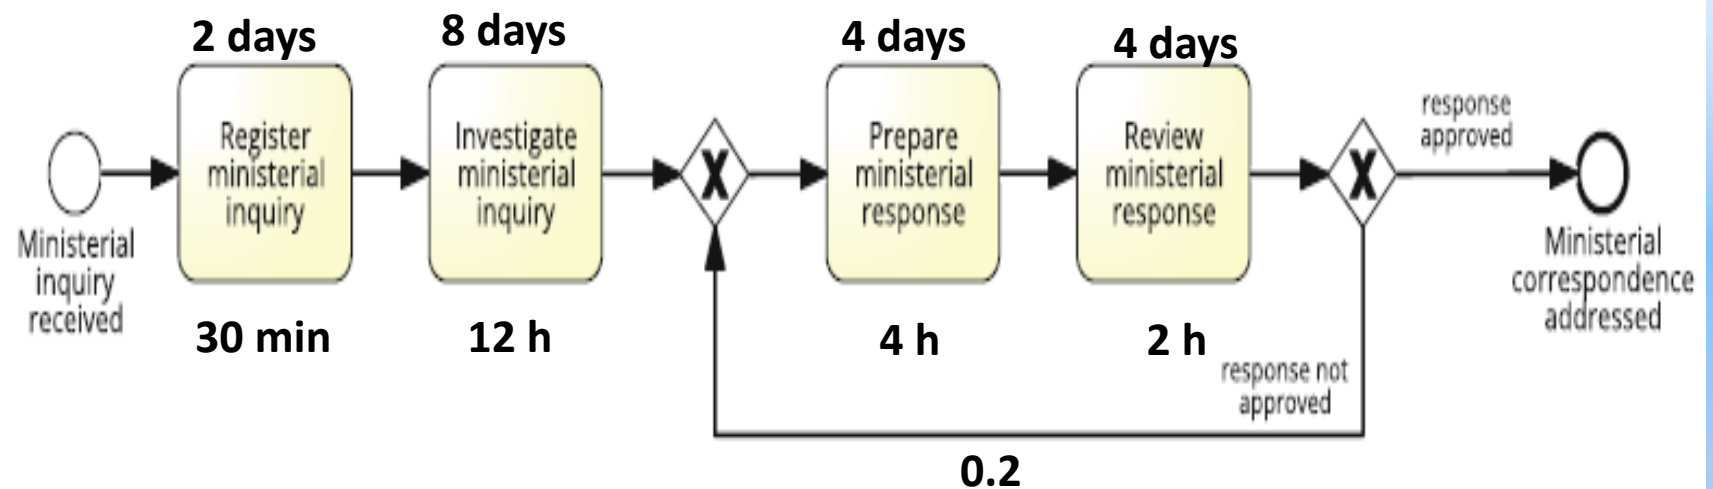 2 days
8 days
4 days
4 days
Register
ministerial
inquiry
Investigate
ministerial
inquiry
X
Prepare
ministerial
response
Review
ministerial
response
X
response
approved
Ministerial
inquiry
received
Ministerial
correspondence
addressed
30 min
12 h
4 h
2 h
response not
approved
0.2